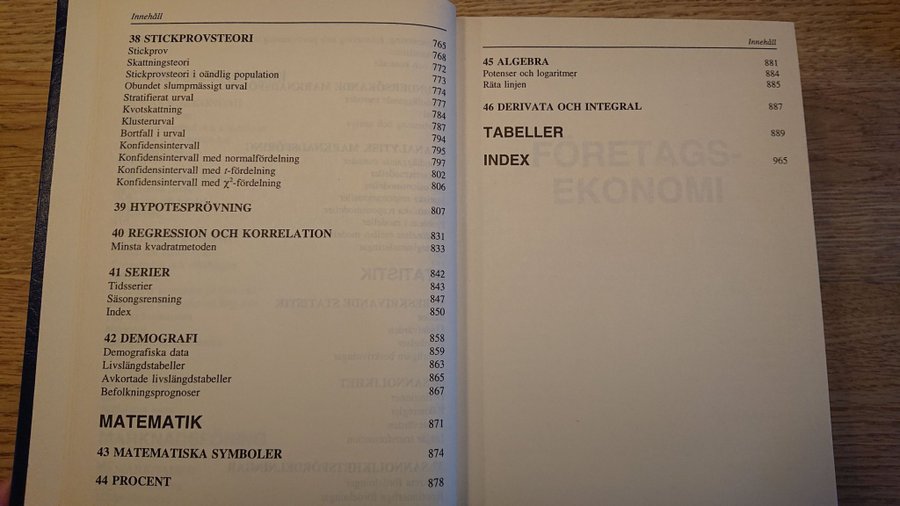 Innehåll
38 STICKPROVSTEORI 765
Stickprov 768
Skattningsteori 772
Stickprovsteori i oändlig population 773
Obundet slumpmässigt urval 774
Stratifierat urval 777
Kvotskattning 784
Klusterurval 787
Bortfall i urval 794
Konfidensintervall 795
Konfidensintervall med normalfördelning 797
Konfidensintervall med t-fördelning 802
Konfidensintervall med χ²-fördelning 806
39 HYPOTESPRÖVNING 807
40 REGRESSION OCH KORRELATION 831
Minsta kvadratmetoden 833
41 SERIER 842
Tidsserier 843
Säsongsrensning 847
Index 850
42 DEMOGRAFI 858
Demografiska data 859
Livslängdstabeller 863
Avkortade livslängdstabeller 865
Befolkningsprognoser 867
MATEMATIK 871
43 MATEMATISKA SYMBOLER 874
44 PROCENT 878
Innehåll
45 ALGEBRA 881
Potenser och logaritmer 884
Räta linjen 885
46 DERIVATA OCH INTEGRAL 887
TABELLER 889
INDEX 965
FÖRETAGS-
EKONOMI